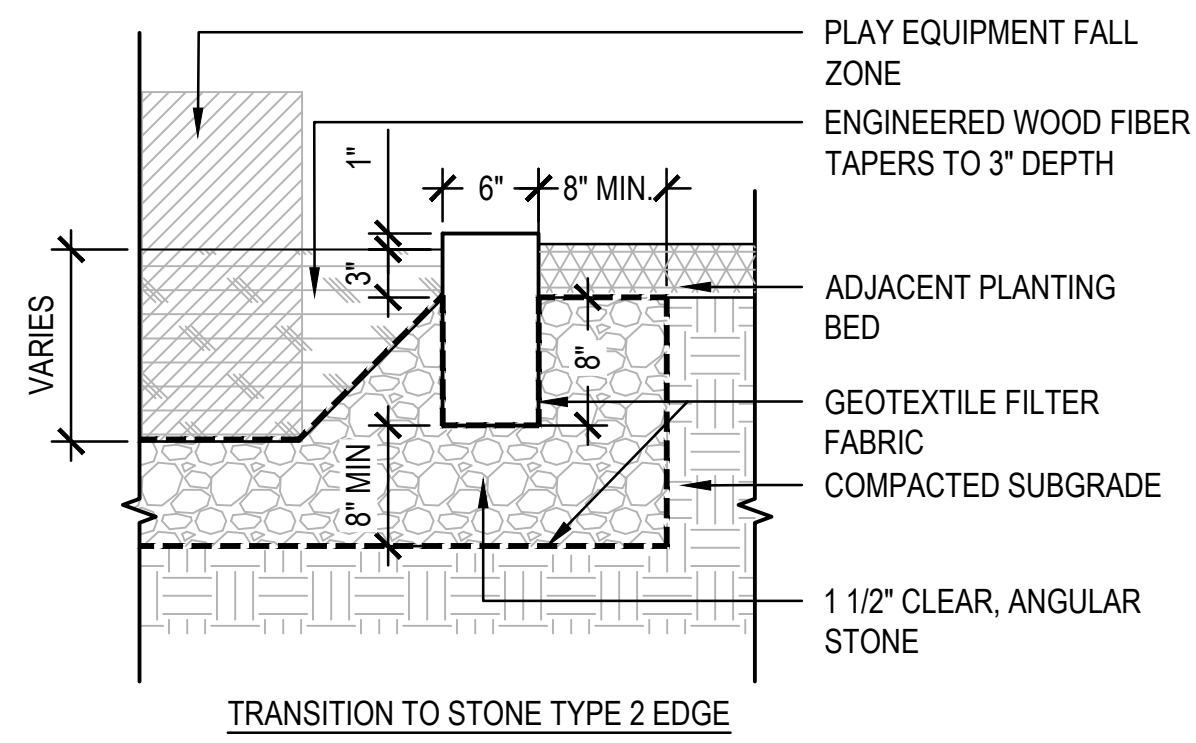 PLAY EQUIPMENT FALL
ZONE
ENGINEERED WOOD FIBER
TAPERS TO 3" DEPTH
1"
6"
8" MIN.
3"
VARIES
8"
8" MIN
ADJACENT PLANTING
BED
GEOTEXTILE FILTER
FABRIC
COMPACTED SUBGRADE
1 1/2" CLEAR, ANGULAR
STONE
TRANSITION TO STONE TYPE 2 EDGE